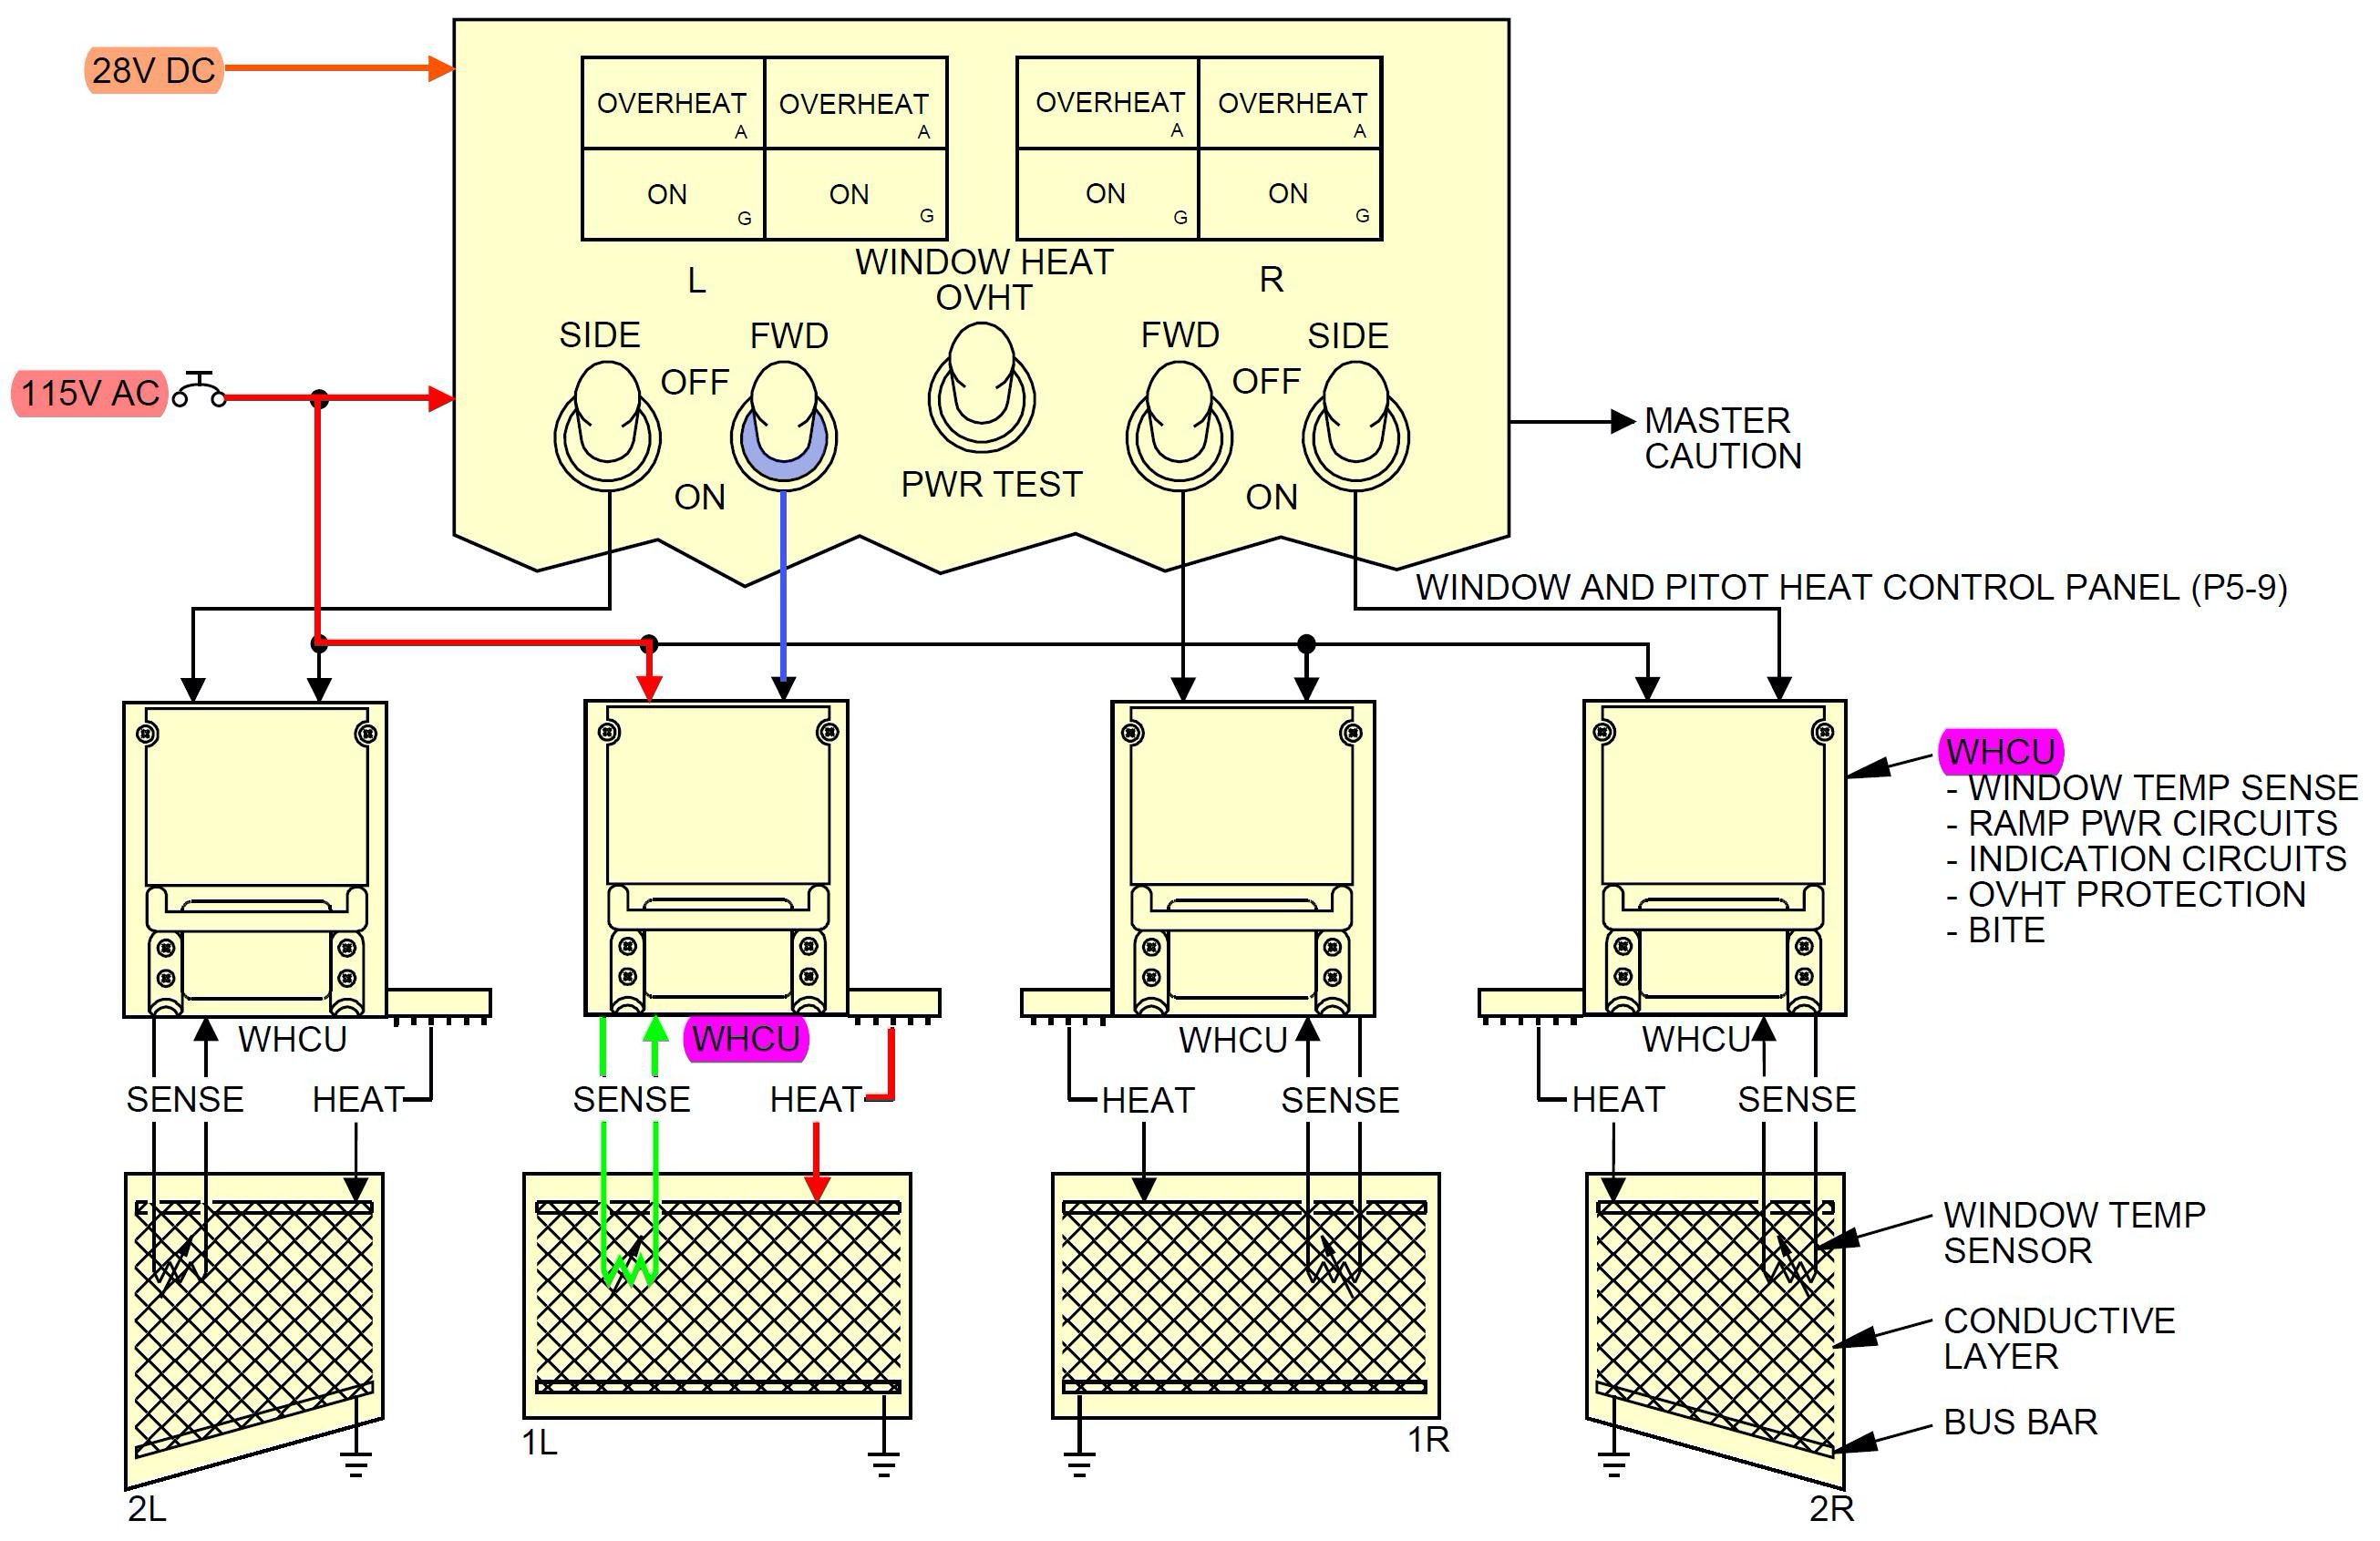 28V DC
OVERHEAT A OVERHEAT A OVERHEAT A OVERHEAT A
ON G ON G ON G ON G
L WINDOW HEAT R
OVHT
SIDE FWD FWD SIDE
OFF OFF
115V AC
MASTER
CAUTION
ON PWR TEST ON
WINDOW AND PITOT HEAT CONTROL PANEL (P5-9)
WHCU
- WINDOW TEMP SENSE
- RAMP PWR CIRCUITS
- INDICATION CIRCUITS
- OVHT PROTECTION
- BITE
WHCU WHCU WHCU WHCU
SENSE HEAT SENSE HEAT HEAT SENSE HEAT SENSE
WINDOW TEMP
SENSOR
CONDUCTIVE
LAYER
BUS BAR
1L 1R
2L 2R